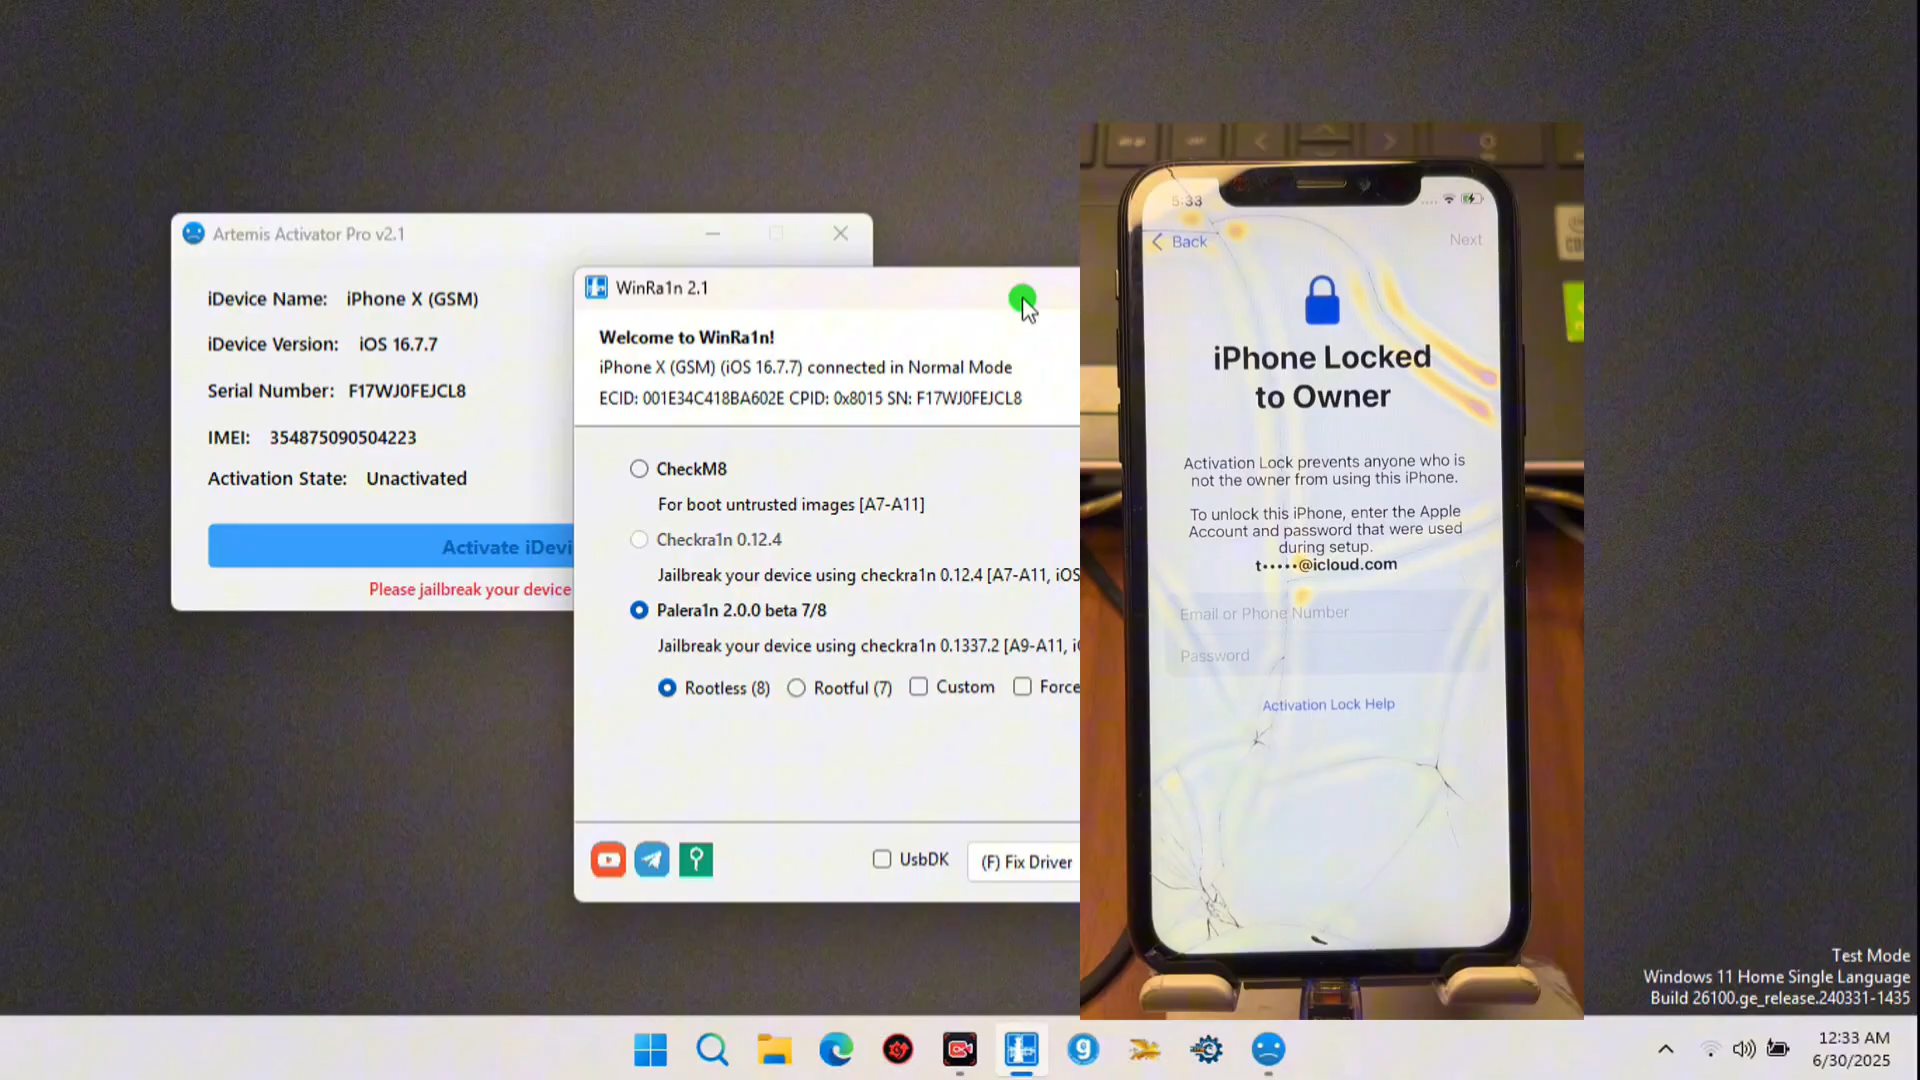 Artemis Activator Pro v2.1
iDevice Name: iPhone X (GSM)
iDevice Version: iOS 16.7.7
Serial Number: F17WJ0FEJCL8
IMEI: 354875090504223
Activation State: Unactivated
Activate iDevi
Please jailbreak your device
WinRa1n 2.1
Welcome to WinRa1n!
iPhone X (GSM) (iOS 16.7.7) connected in Normal Mode
ECID: 001E34C418BA602E CPID: 0x8015 SN: F17WJ0FEJCL8
CheckM8
For boot untrusted images [A7-A11]
Checkra1n 0.12.4
Jailbreak your device using checkra1n 0.12.4 [A7-A11, iOS
Palera1n 2.0.0 beta 7/8
Jailbreak your device using checkra1n 0.1337.2 [A9-A11, i
Rootless (8) Rootful (7) Custom Force
UsbDK (F) Fix Driver
5:33
Back Next
iPhone Locked
to Owner
Activation Lock prevents anyone who is
not the owner from using this iPhone.
To unlock this iPhone, enter the Apple
Account and password that were used
during setup.
t•••••@icloud.com
Email or Phone Number
Password
Activation Lock Help
Test Mode
Windows 11 Home Single Language
Build 26100.ge_release.240331-1435
12:33 AM
6/30/2025